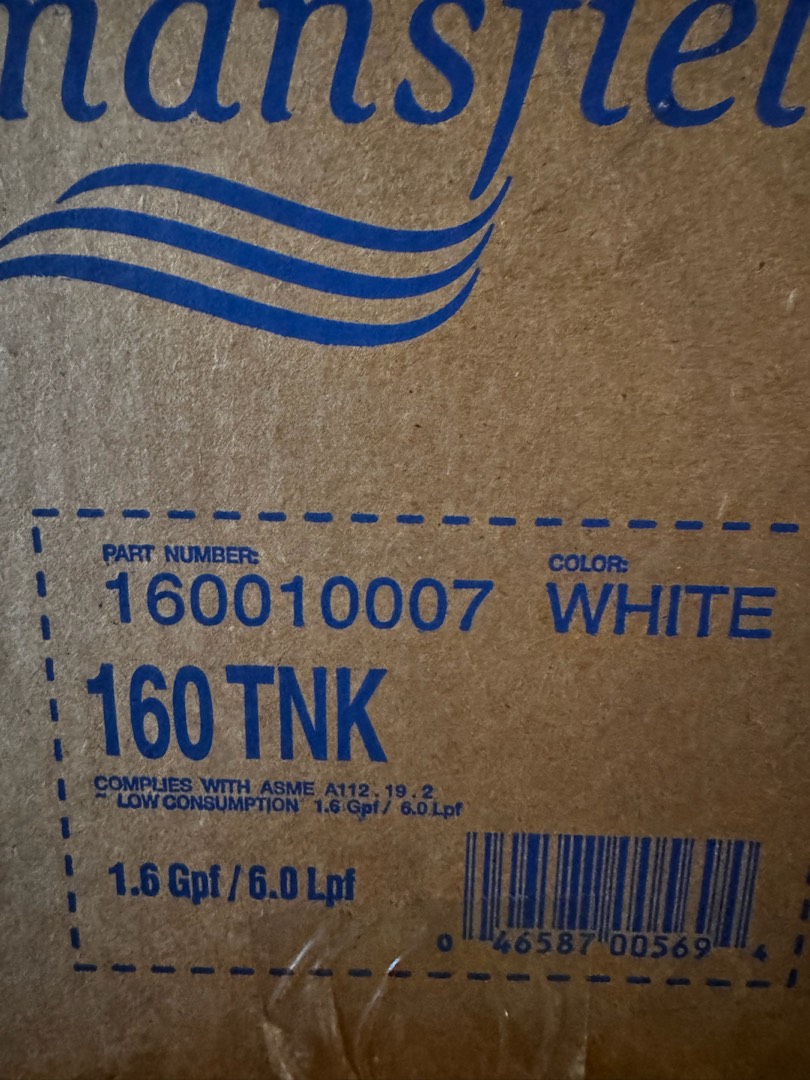 mansfiel
PART NUMBER: COLOR:
160010007 WHITE
160 TNK
COMPLIES WITH ASME A112.19.2
" LOW CONSUMPTION" 1.6 Gpf / 6.0 Lpf
1.6 Gpf / 6.0 Lpf
0 46587 00569 4